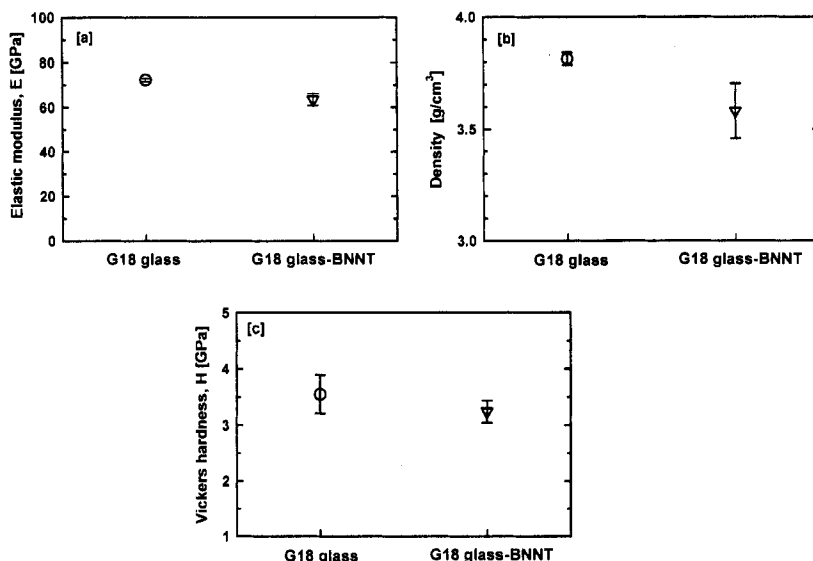 [a]
Elastic modulus, E [GPa]
100
80
60
40
20
0
G18 glass
G18 glass-BNNT
[b]
Density [g/cm³]
4.0
3.5
3.0
G18 glass
G18 glass-BNNT
[c]
Vickers hardness, H [GPa]
5
4
3
2
1
G18 glass
G18 glass-BNNT